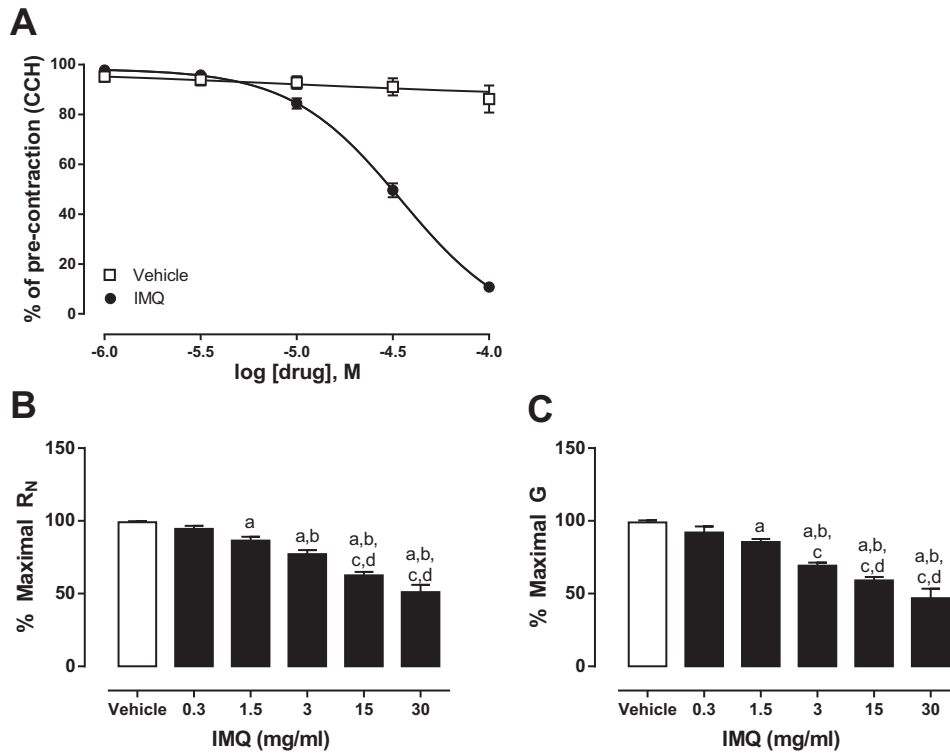 A
% of pre-contraction (CCH)
100
80
60
40
20
0
Vehicle
IMQ
-6.0 -5.5 -5.0 -4.5 -4.0
log [drug], M
B
% Maximal RN
150
100
50
0
a
a,b
a,b,
c,d
a,b,
c,d
Vehicle 0.3 1.5 3 15 30
IMQ (mg/ml)
C
% Maximal G
150
100
50
0
a
a,b,
c
a,b,
c,d
a,b,
c,d
Vehicle 0.3 1.5 3 15 30
IMQ (mg/ml)